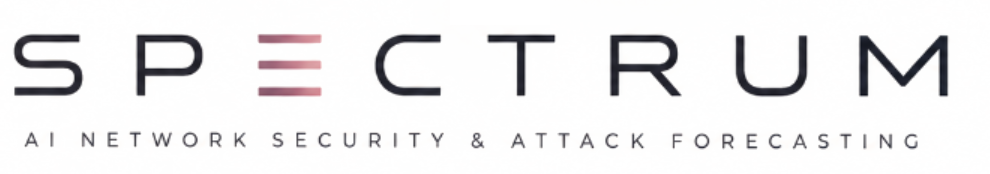 SPECTRUM
AI NETWORK SECURITY & ATTACK FORECASTING